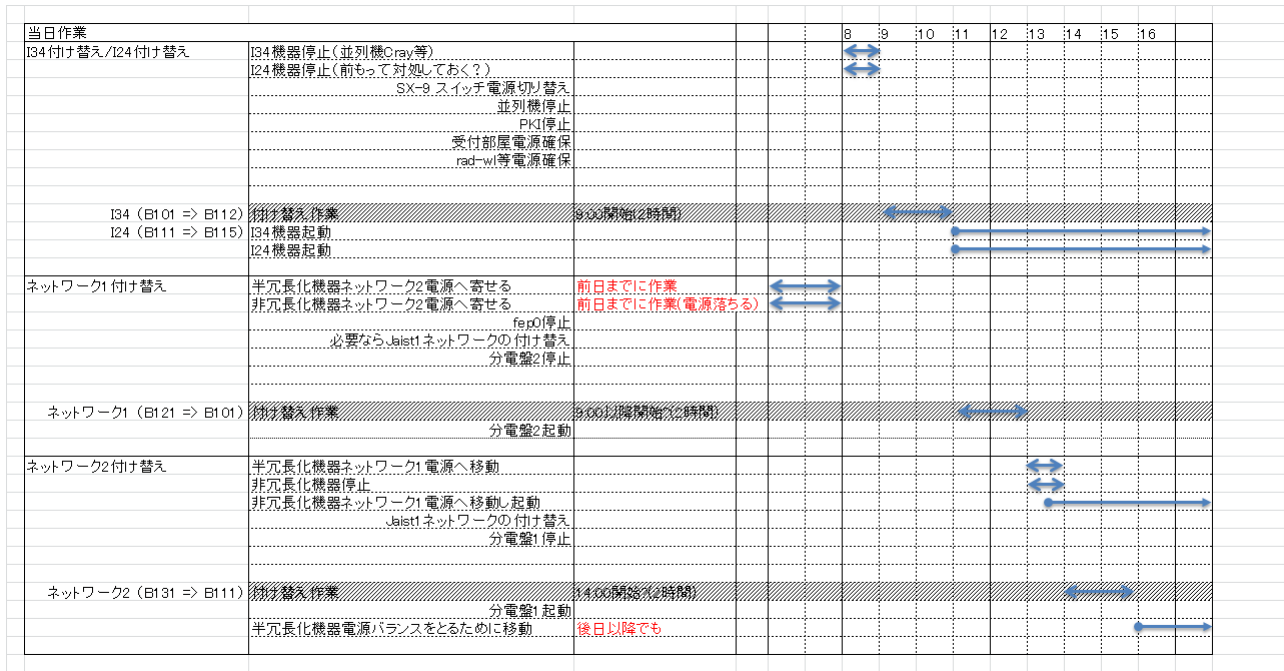 当日作業 8 9 10 11 12 13 14 15 16
I34付け替え/I24付け替え I34機器停止(並列機Cray等)
I24機器停止(前もって対処しておく?)
SX-9 スイッチ電源切り替え
並列機停止
PKI停止
受付部屋電源確保
rad-wl等電源確保
I34 (B101 => B112) 付け替え作業 9:00開始(2時間)
I24 (B111 => B115) I34機器起動
I24機器起動
ネットワーク1付け替え 半冗長化機器ネットワーク2電源へ寄せる 前日までに作業
非冗長化機器ネットワーク2電源へ寄せる 前日までに作業(電源落ちる)
fep0停止
必要ならJaist1ネットワークの付け替え
分電盤2停止
ネットワーク1 (B121 => B101) 付け替え作業 9:00以降開始?(2時間)
分電盤2起動
ネットワーク2付け替え 半冗長化機器ネットワーク1電源へ移動
非冗長化機器停止
非冗長化機器ネットワーク1電源へ移動し起動
Jaist1ネットワークの付け替え
分電盤1停止
ネットワーク2 (B131 => B111) 付け替え作業 14:00開始?(2時間)
分電盤1起動
半冗長化機器電源バランスをとるために移動 後日以降でも